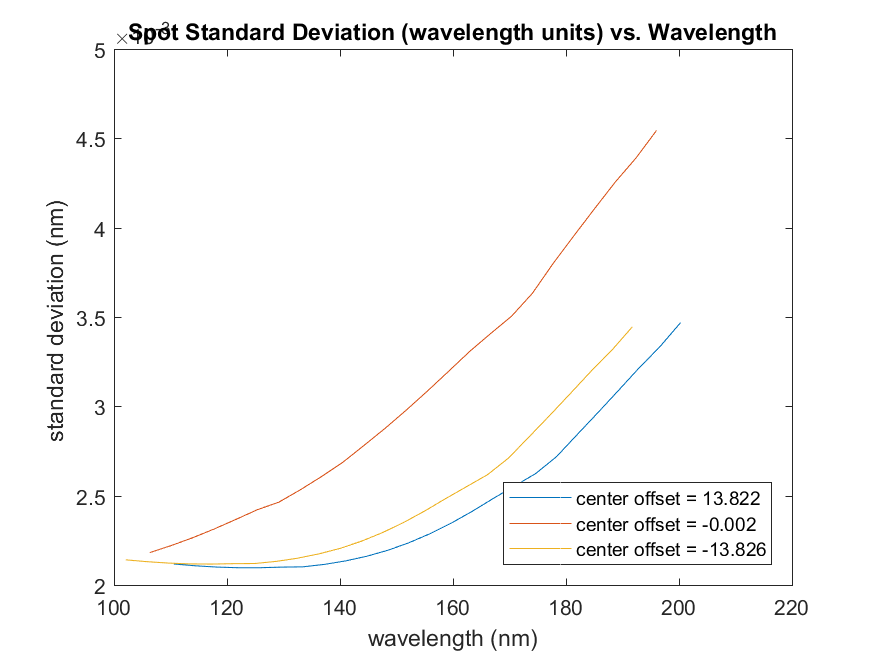 Spot Standard Deviation (wavelength units) vs. Wavelength
×10-3
5
4.5
4
3.5
3
2.5
2
standard deviation (nm)
center offset = 13.822
center offset = -0.002
center offset = -13.826
100 120 140 160 180 200 220
wavelength (nm)